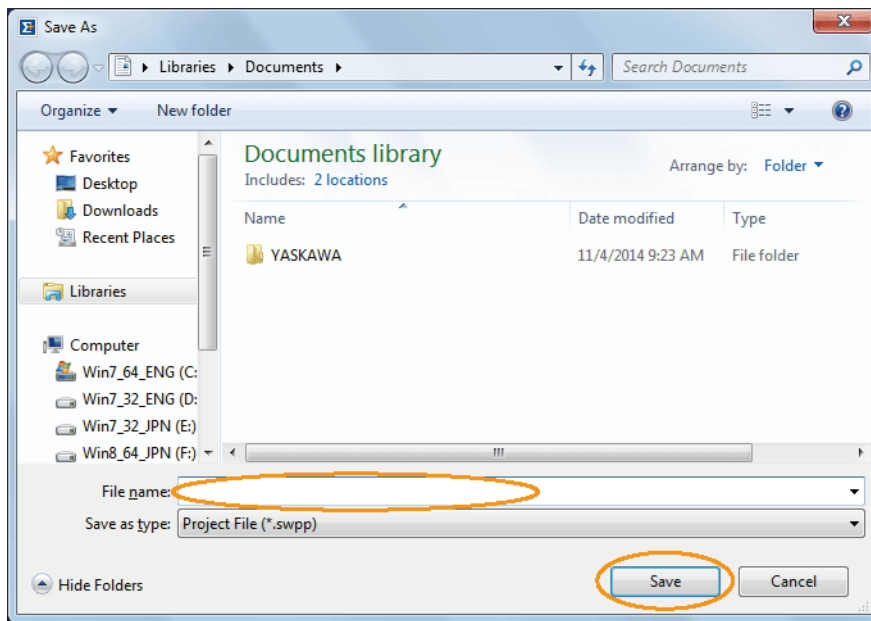 Save As
Libraries Documents Search Documents
Organize New folder
Favorites
Desktop
Downloads
Recent Places
Libraries
Computer
Win7_64_ENG (C:
Win7_32_ENG (D:
Win7_32_JPN (E:)
Win8_64_JPN (F:)
Documents library
Includes: 2 locations
Arrange by: Folder
Name Date modified Type
YASKAWA 11/4/2014 9:23 AM File folder
File name:
Save as type: Project File (*.swpp)
Hide Folders Save Cancel